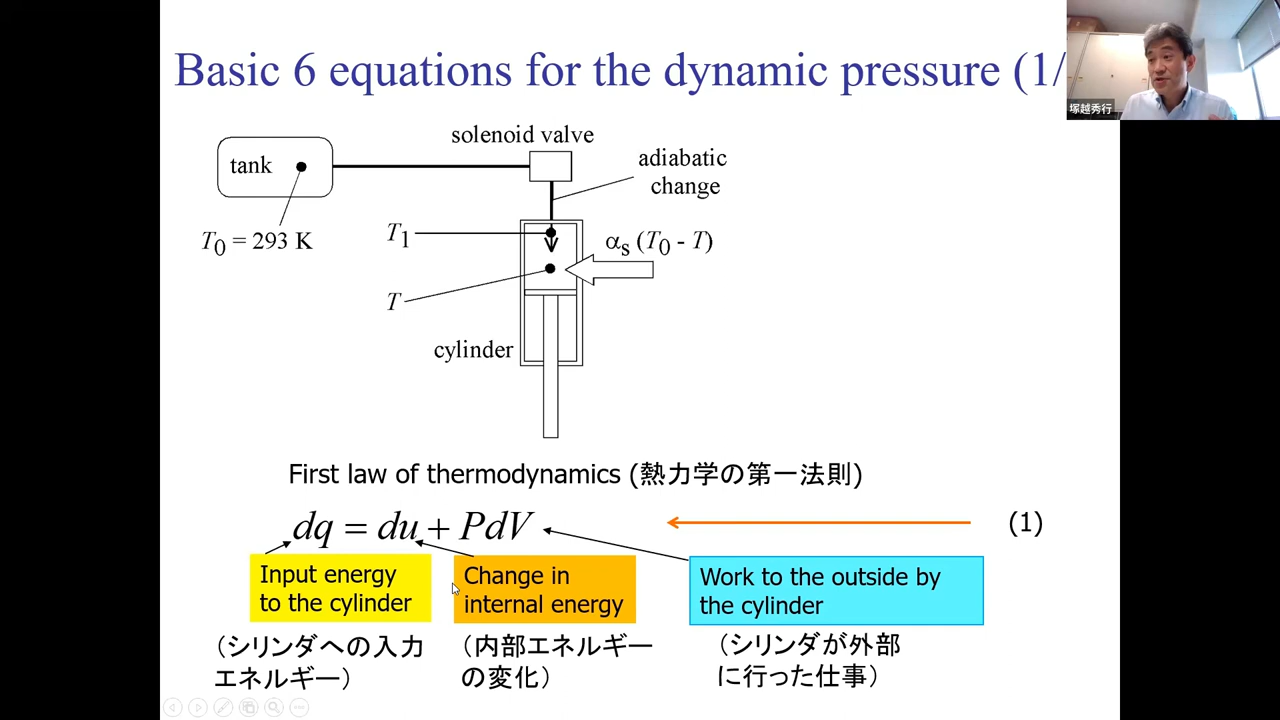 Basic 6 equations for the dynamic pressure (1/
塚越秀行
solenoid valve
tank
adiabatic
change
T0 = 293 K
T1
αs (T0 - T)
T
cylinder
First law of thermodynamics (熱力学の第一法則)
dq = du + PdV
(1)
Input energy
to the cylinder
Change in
internal energy
Work to the outside by
the cylinder
（シリンダへの入力
エネルギー）
（内部エネルギー
の変化）
（シリンダが外部
に行った仕事）